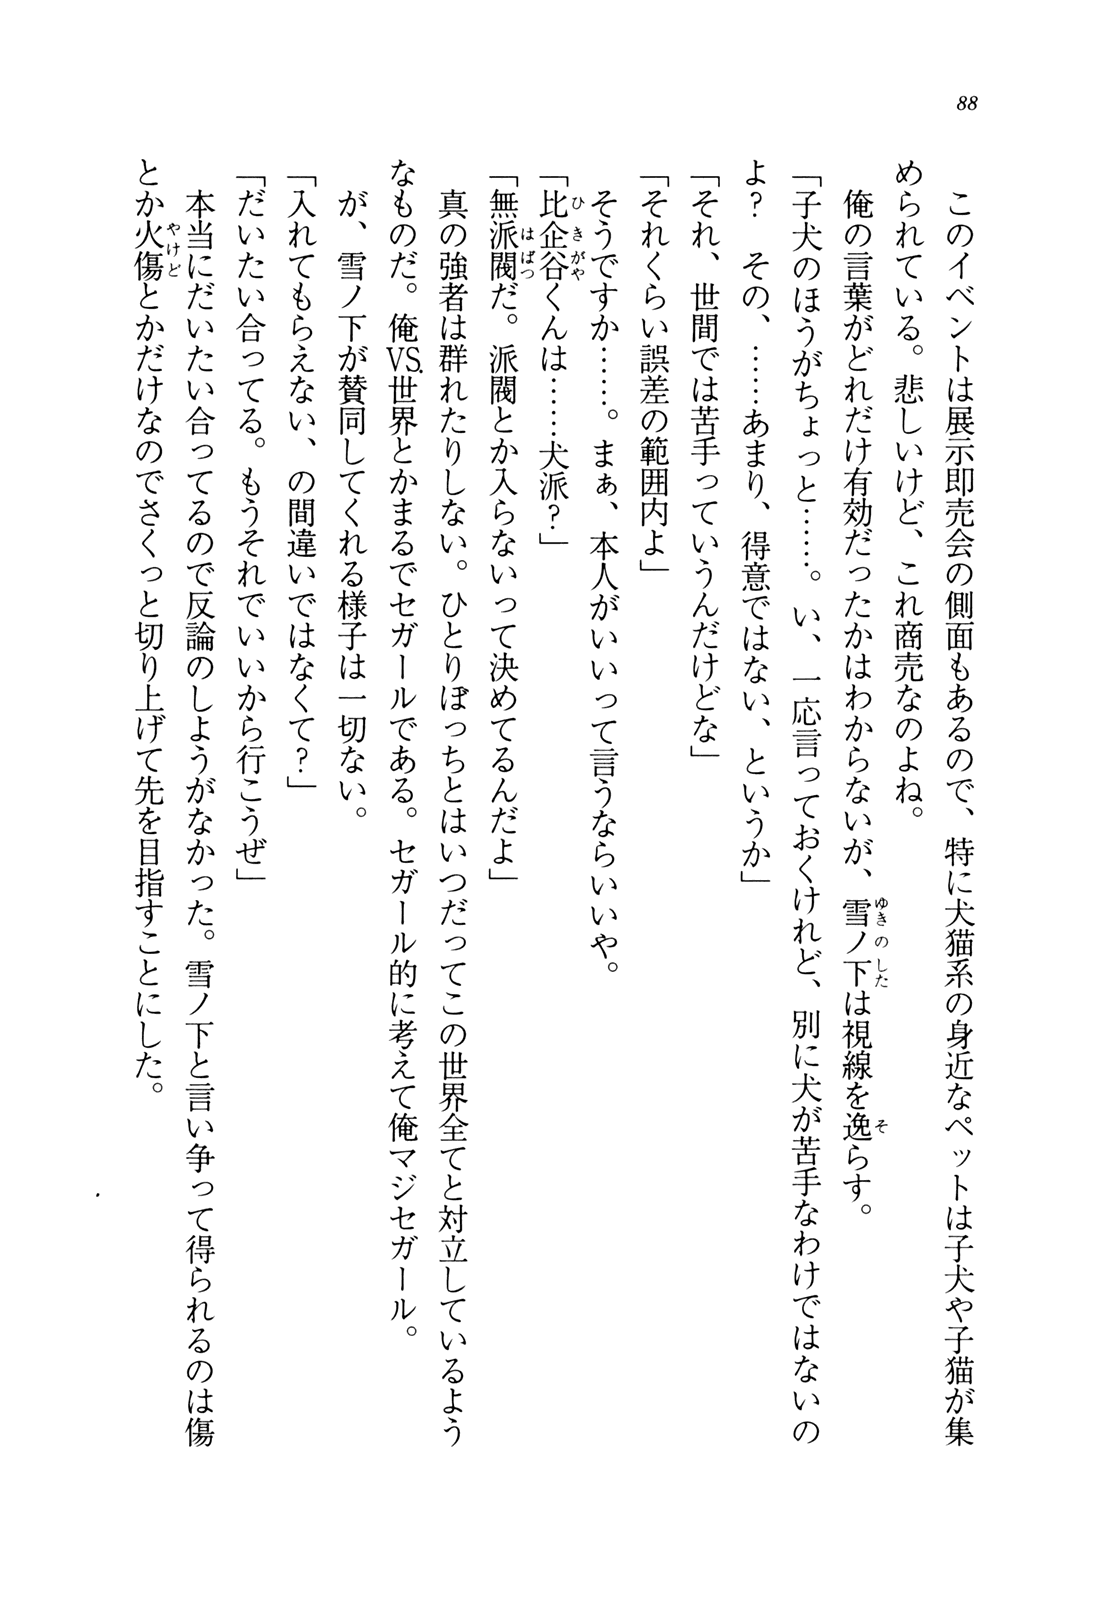 88
このイベントは展示即売会の側面もあるので、特に犬猫系の身近なペットは子犬や子猫が集
められている。悲しいけど、これ商売なのよね。
俺の言葉がどれだけ有効だったかはわからないが、雪ノ下は視線を逸らす。
「子犬のほうがちょっと……。い、一応言っておくけれど、別に犬が苦手なわけではないの
よ？　その、……あまり、得意ではない、というか」
「それ、世間では苦手っていうんだけどな」
「それくらい誤差の範囲内よ」
そうですか……。まぁ、本人がいいって言うならいいや。
「比企谷くんは……犬派？」
「無派閥だ。派閥とか入らないって決めてるんだよ」
真の強者は群れたりしない。ひとりぼっちとはいつだってこの世界全てと対立しているよう
なものだ。俺VS.世界とかまるでセガールである。セガール的に考えて俺マジセガール。
が、雪ノ下が賛同してくれる様子は一切ない。
「入れてもらえない、の間違いではなくて？」
「だいたい合ってる。もうそれでいいから行こうぜ」
本当にだいたい合ってるので反論のしようがなかった。雪ノ下と言い争って得られるのは傷
とか火傷とかだけなのでさくっと切り上げて先を目指すことにした。